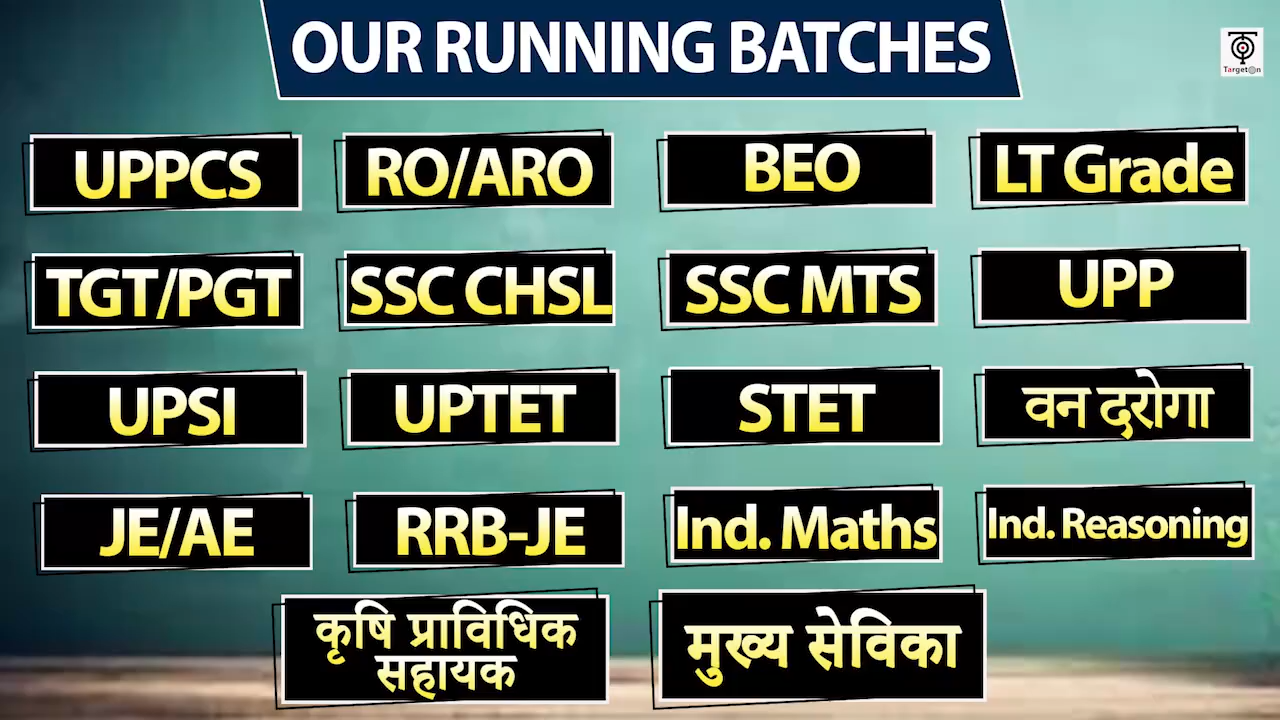 OUR RUNNING BATCHES
Target@n
UPPCS
RO/ARO
BEO
LT Grade
TGT/PGT
SSC CHSL
SSC MTS
UPP
UPSI
UPTET
STET
वन दरोगा
JE/AE
RRB-JE
Ind. Maths
Ind. Reasoning
कृषि प्राविधिक
सहायक
मुख्य सेविका